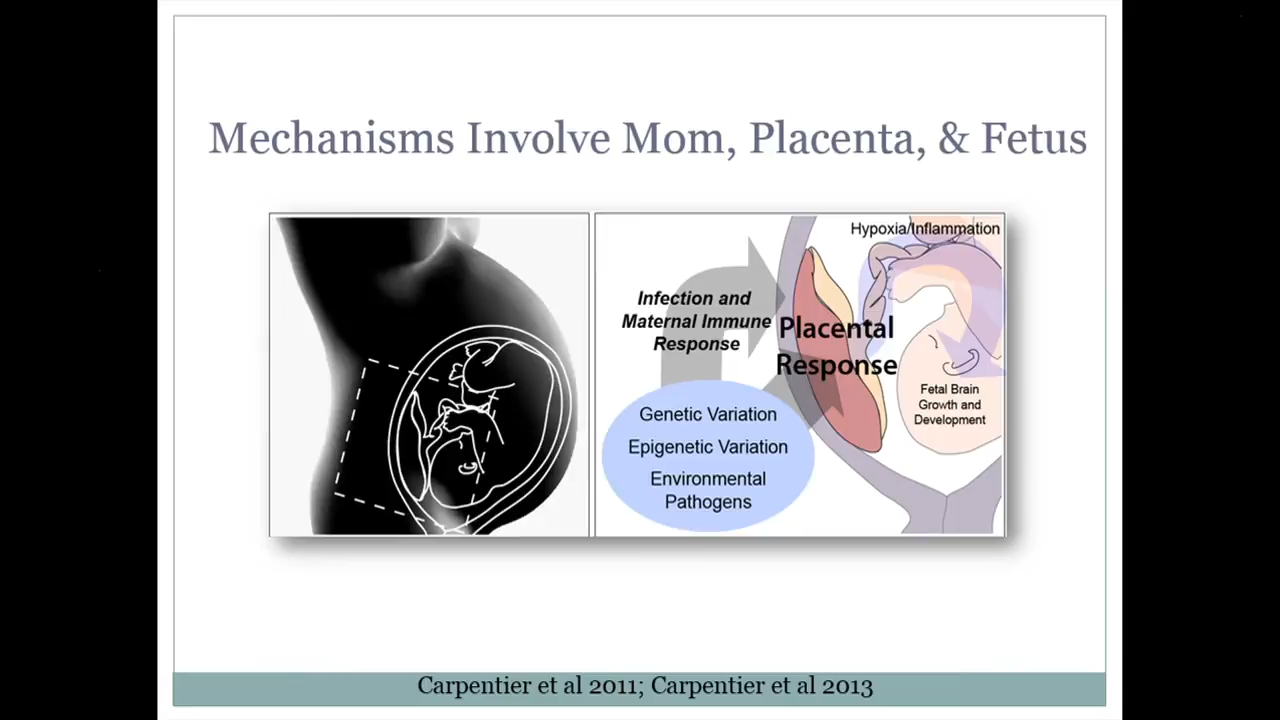 Mechanisms Involve Mom, Placenta, & Fetus
Hypoxia/Inflammation
Infection and
Maternal Immune
Response
Placental
Response
Fetal Brain
Growth and
Development
Genetic Variation
Epigenetic Variation
Environmental
Pathogens
Carpentier et al 2011; Carpentier et al 2013